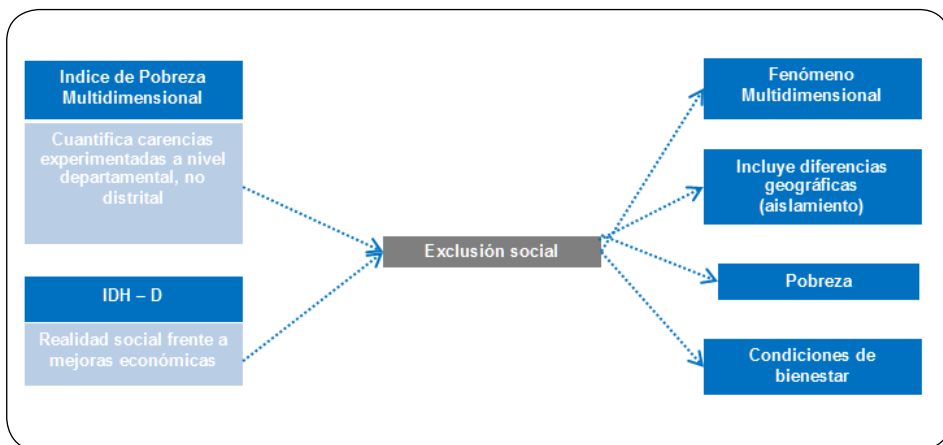 Indice de Pobreza
Multidimensional
Cuantifica carencias
experimentadas a nivel
departamental, no
distrital
IDH – D
Realidad social frente a
mejoras económicas
Exclusión social
Fenómeno
Multidimensional
Incluye diferencias
geográficas
(aislamiento)
Pobreza
Condiciones de
bienestar